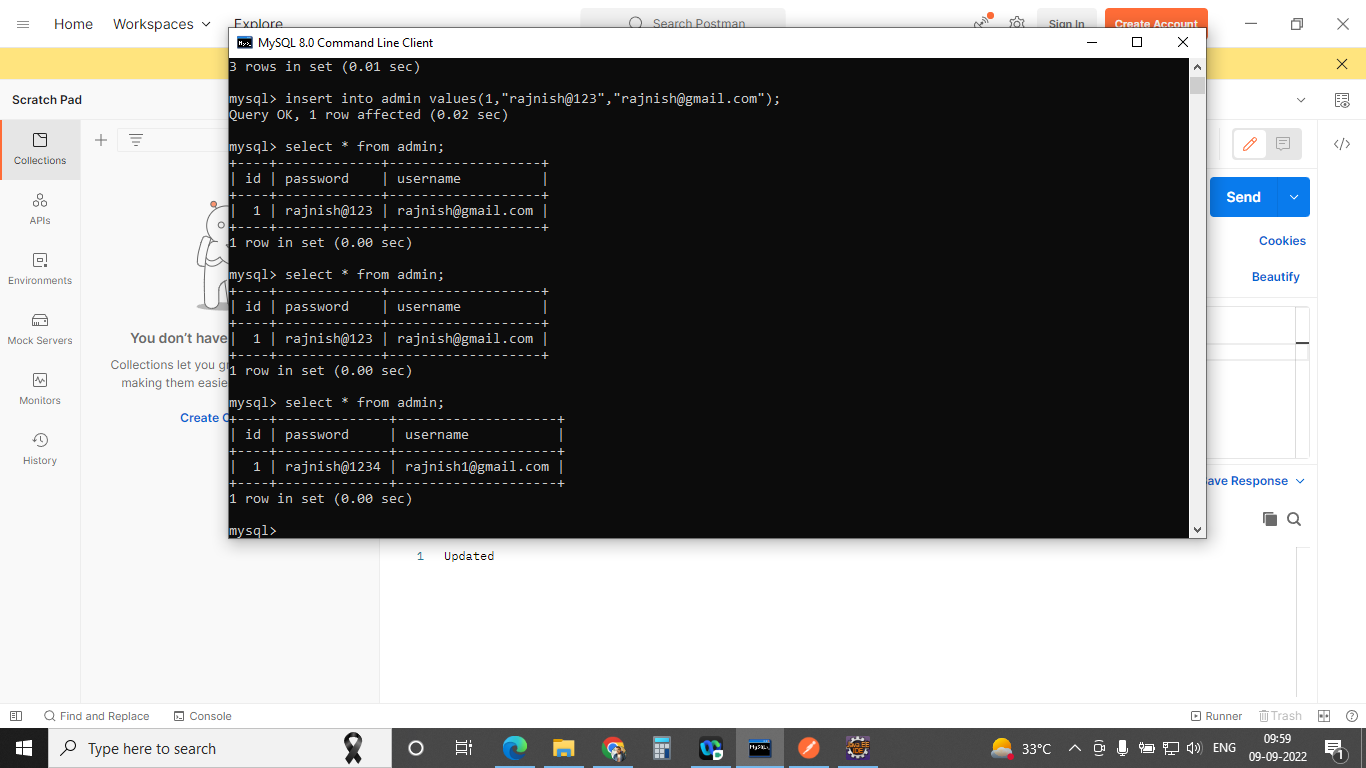 Home Workspaces Explore Search Postman Sign In Create Account
MySQL 8.0 Command Line Client
3 rows in set (0.01 sec)
mysql> insert into admin values(1,"rajnish@123","rajnish@gmail.com");
Query OK, 1 row affected (0.02 sec)
mysql> select * from admin;
+----+-------------+-------------------+
| id | password    | username          |
+----+-------------+-------------------+
|  1 | rajnish@123 | rajnish@gmail.com |
+----+-------------+-------------------+
1 row in set (0.00 sec)
mysql> select * from admin;
+----+-------------+-------------------+
| id | password    | username          |
+----+-------------+-------------------+
|  1 | rajnish@123 | rajnish@gmail.com |
+----+-------------+-------------------+
1 row in set (0.00 sec)
mysql> select * from admin;
+----+--------------+--------------------+
| id | password     | username           |
+----+--------------+--------------------+
|  1 | rajnish@1234 | rajnish1@gmail.com |
+----+--------------+--------------------+
1 row in set (0.00 sec)
mysql>
Scratch Pad
Collections
APIs
Environments
Mock Servers
Monitors
History
You don't have
Collections let you
making them
Create
Send
Cookies
Beautify
</>
ave Response
1 Updated
Find and Replace Console Runner Trash
Type here to search
MySQL
JAVA EE
IDE
33°C ENG
09:59
09-09-2022
1